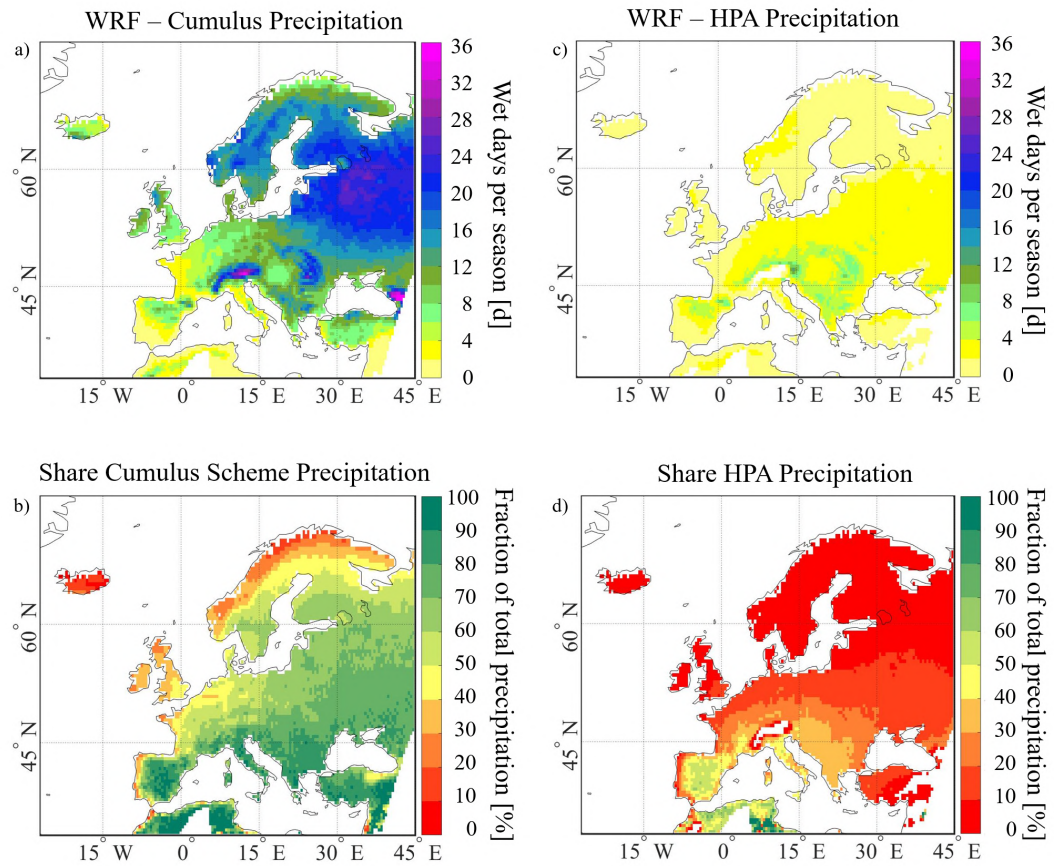 WRF – Cumulus Precipitation
a)
36
32
28
24
20
16
12
8
4
0
Wet days per season [d]
60° N
45° N
15° W 0 15° E 30° 45° E
WRF – HPA Precipitation
c)
36
32
28
24
20
16
12
8
4
0
Wet days per season [d]
60° N
45° N
15° W 0 15° E 30° 45° E
Share Cumulus Scheme Precipitation
b)
100
90
80
70
60
50
40
30
20
10
0
Fraction of total precipitation [%]
60° N
45° N
15° W 0 15° E 30° 45° E
Share HPA Precipitation
d)
100
90
80
70
60
50
40
30
20
10
0
Fraction of total precipitation [%]
60° N
45° N
15° W 0 15° E 30° 45° E